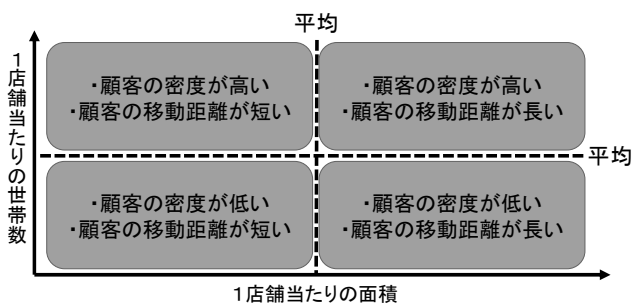 平均
1店舗当たりの世帯数
・顧客の密度が高い
・顧客の移動距離が短い
・顧客の密度が高い
・顧客の移動距離が長い
平均
・顧客の密度が低い
・顧客の移動距離が短い
・顧客の密度が低い
・顧客の移動距離が長い
1店舗当たりの面積